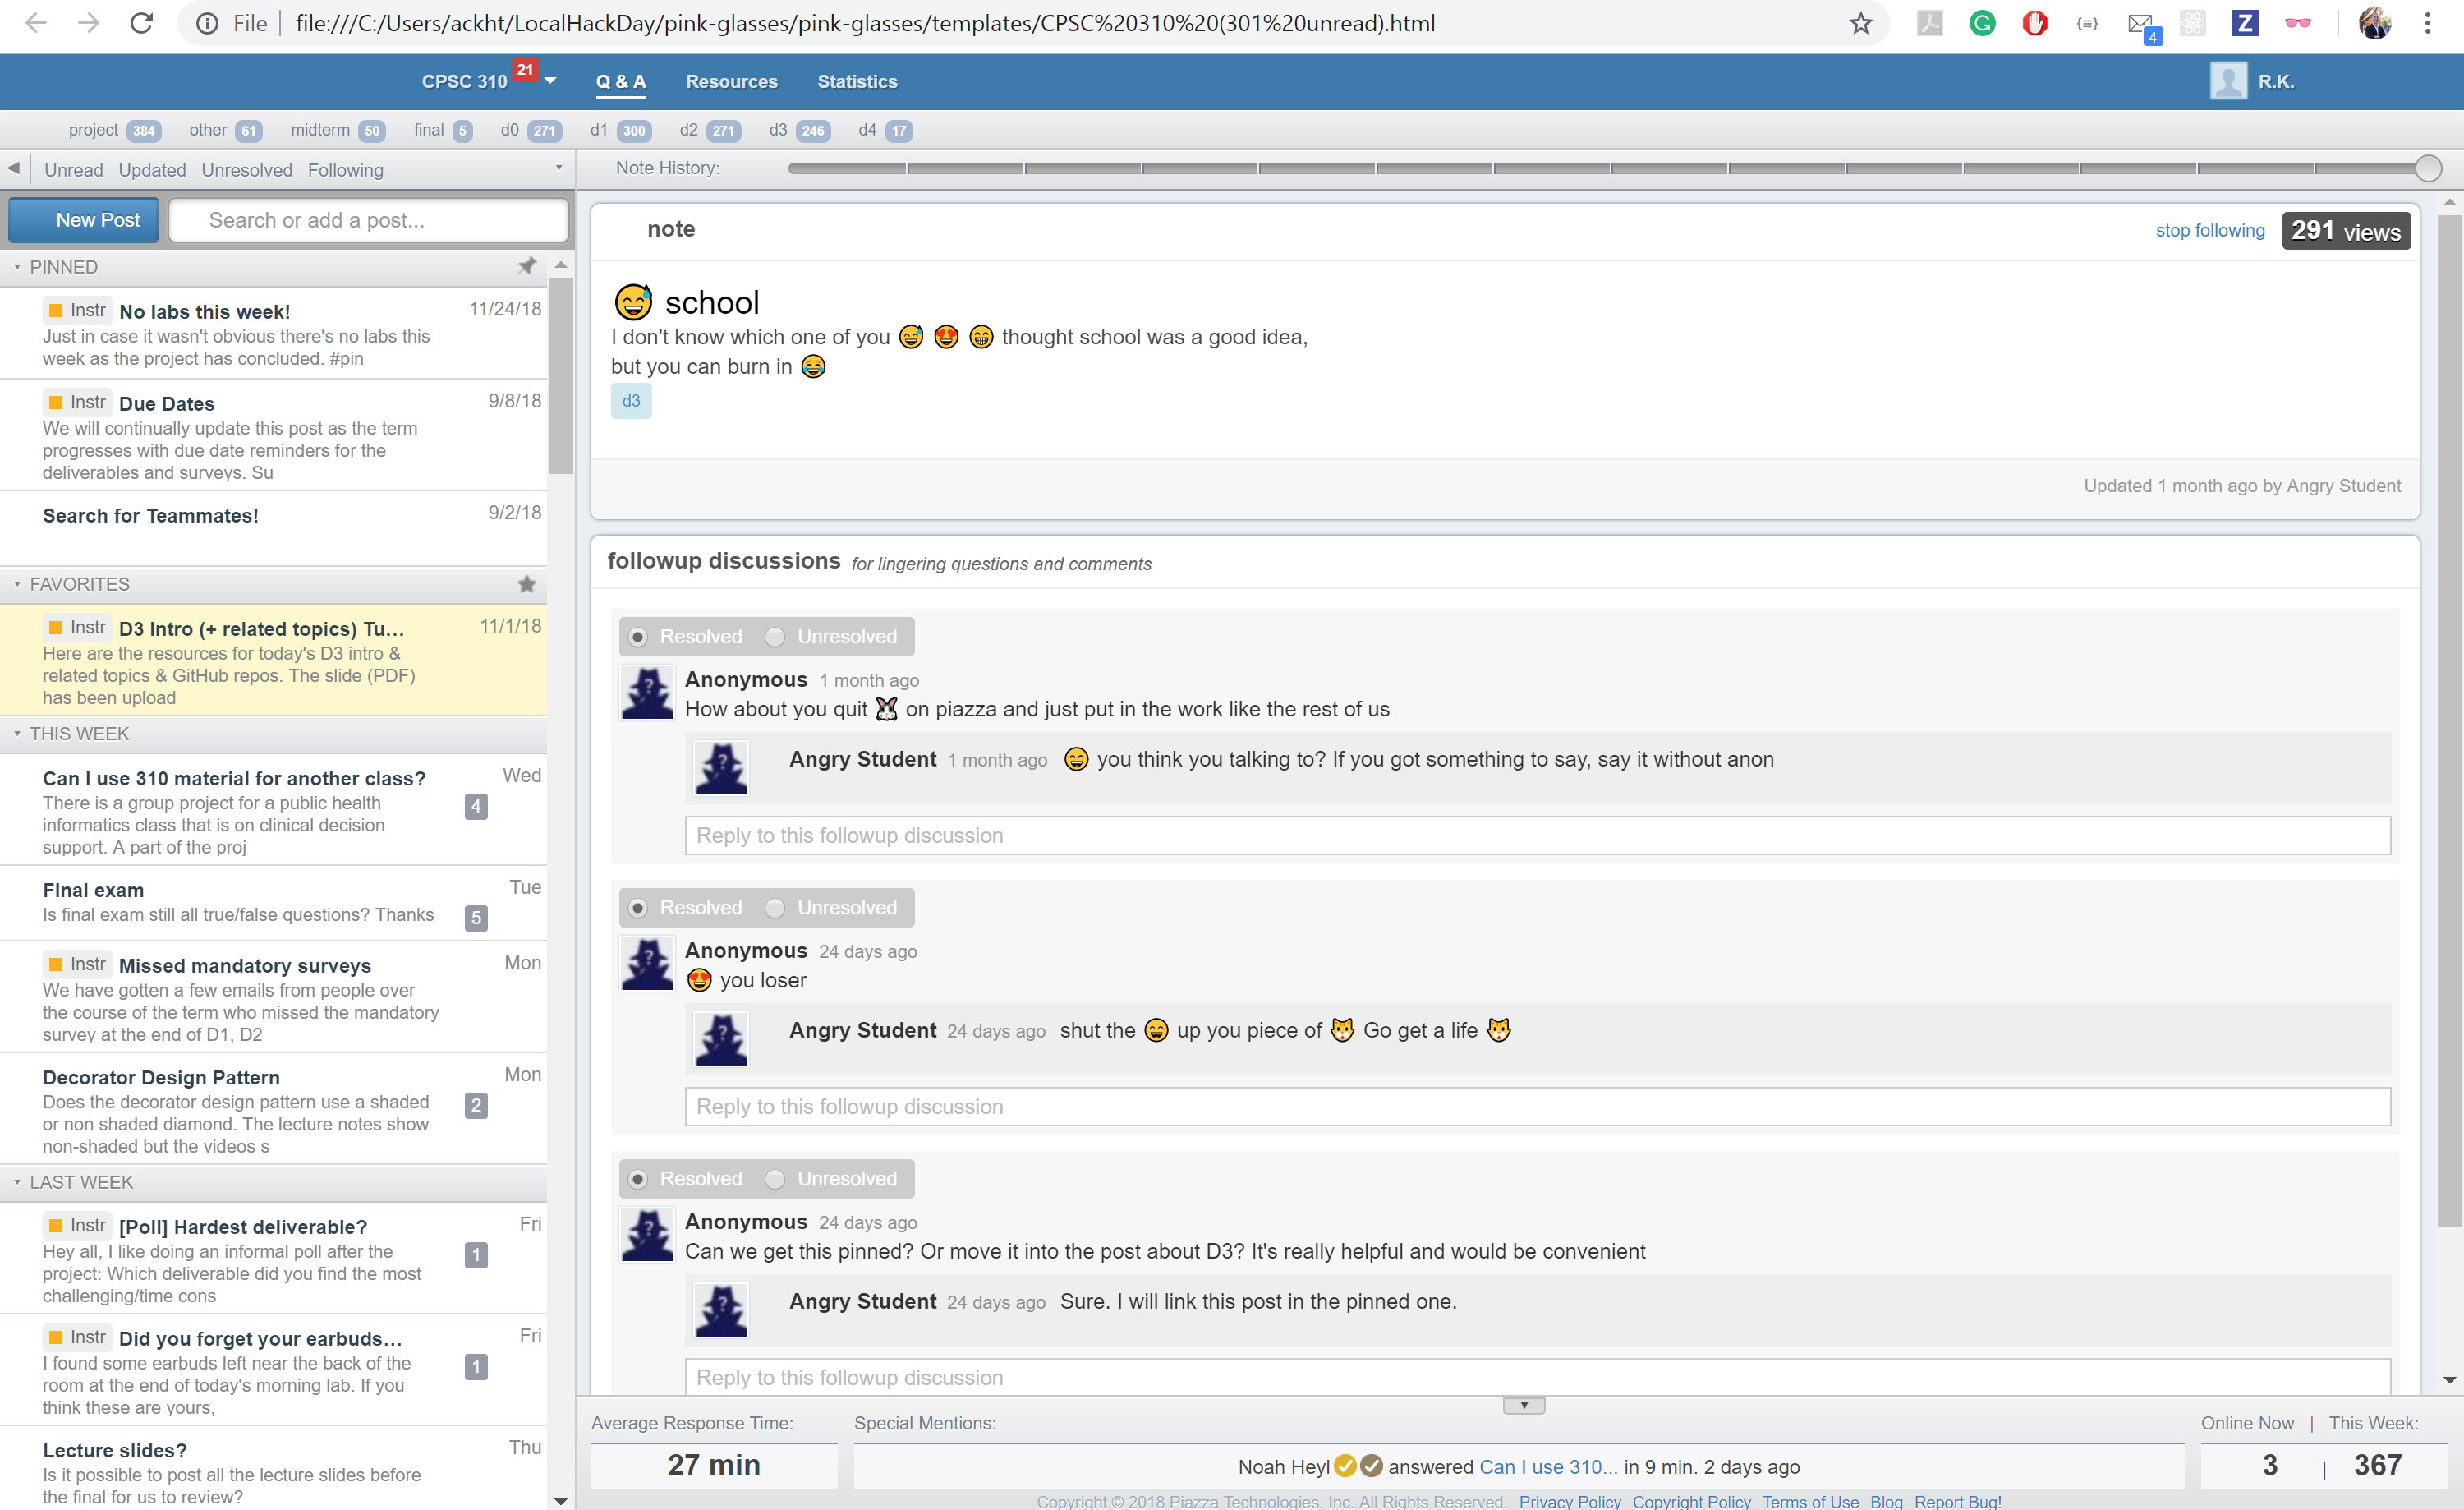 File file:///C:/Users/ackht/LocalHackDay/pink-glasses/pink-glasses/templates/CPSC%20310%20(301%20unread).html
4
CPSC 310 21 Q & A Resources Statistics R.K.
project 384 other 61 midterm 50 final 5 d0 271 d1 300 d2 271 d3 246 d4 17
Unread Updated Unresolved Following
New Post Search or add a post...
PINNED
Instr No labs this week! 11/24/18
Just in case it wasn't obvious there's no labs this
week as the project has concluded. #pin
Instr Due Dates 9/8/18
We will continually update this post as the term
progresses with due date reminders for the
deliverables and surveys. Su
Search for Teammates! 9/2/18
FAVORITES
Instr D3 Intro (+ related topics) Tu... 11/1/18
Here are the resources for today's D3 intro &
related topics & GitHub repos. The slide (PDF)
has been upload
THIS WEEK
Can I use 310 material for another class? Wed
There is a group project for a public health
informatics class that is on clinical decision
support. A part of the proj
4
Final exam Tue
Is final exam still all true/false questions? Thanks
5
Instr Missed mandatory surveys Mon
We have gotten a few emails from people over
the course of the term who missed the mandatory
survey at the end of D1, D2
Decorator Design Pattern Mon
Does the decorator design pattern use a shaded
or non shaded diamond. The lecture notes show
non-shaded but the videos s
2
LAST WEEK
Instr [Poll] Hardest deliverable? Fri
Hey all, I like doing an informal poll after the
project: Which deliverable did you find the most
challenging/time cons
1
Instr Did you forget your earbuds... Fri
I found some earbuds left near the back of the
room at the end of today's morning lab. If you
think these are yours,
1
Lecture slides? Thu
Is it possible to post all the lecture slides before
the final for us to review?
Note History:
note stop following 291 views
😅 school
I don't know which one of you 😅 😍 😁 thought school was a good idea,
but you can burn in 😂
d3
Updated 1 month ago by Angry Student
followup discussions for lingering questions and comments
Resolved Unresolved
Anonymous 1 month ago
How about you quit 🐰 on piazza and just put in the work like the rest of us
Angry Student 1 month ago 😄 you think you talking to? If you got something to say, say it without anon
Reply to this followup discussion
Resolved Unresolved
Anonymous 24 days ago
😍 you loser
Angry Student 24 days ago shut the 😄 up you piece of 🐱 Go get a life 🐱
Reply to this followup discussion
Resolved Unresolved
Anonymous 24 days ago
Can we get this pinned? Or move it into the post about D3? It's really helpful and would be convenient
Angry Student 24 days ago Sure. I will link this post in the pinned one.
Reply to this followup discussion
Average Response Time: Special Mentions: Online Now | This Week:
27 min Noah Heyl answered Can I use 310... in 9 min. 2 days ago 3 | 367
Copyright © 2018 Piazza Technologies, Inc. All Rights Reserved. Privacy Policy Copyright Policy Terms of Use Blog Report Bug!